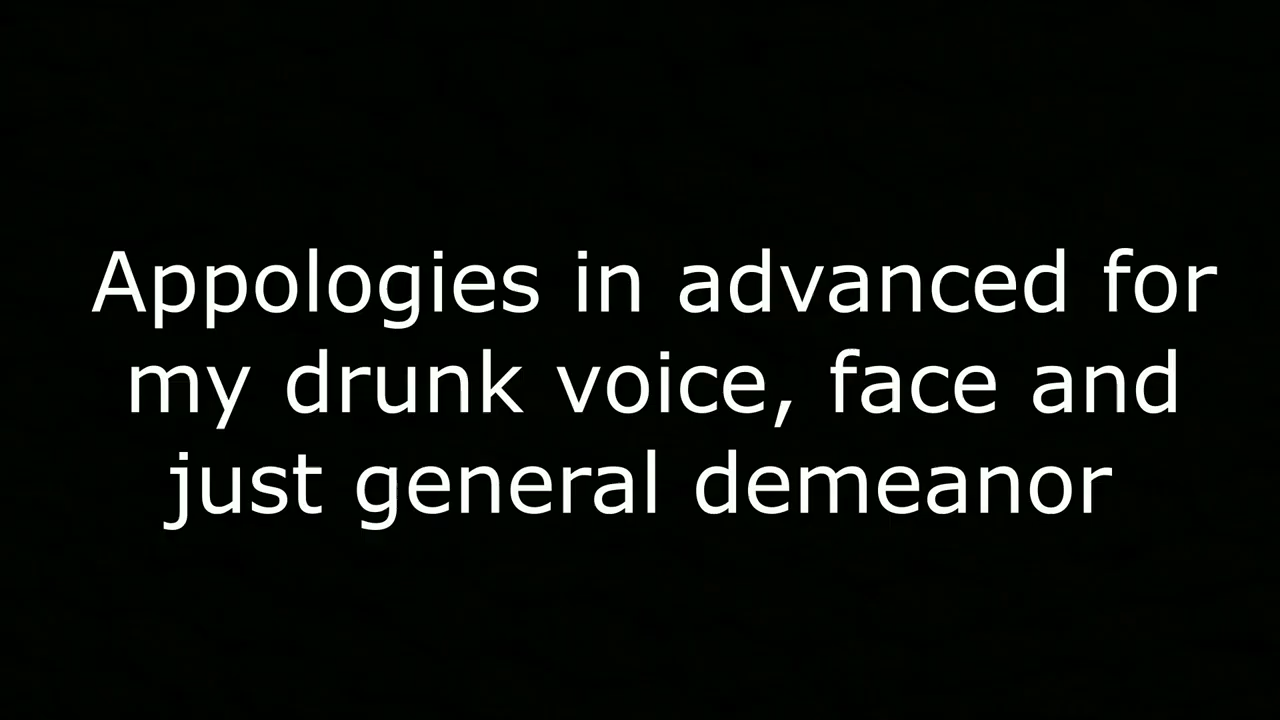 Appologies in advanced for
my drunk voice, face and
just general demeanor